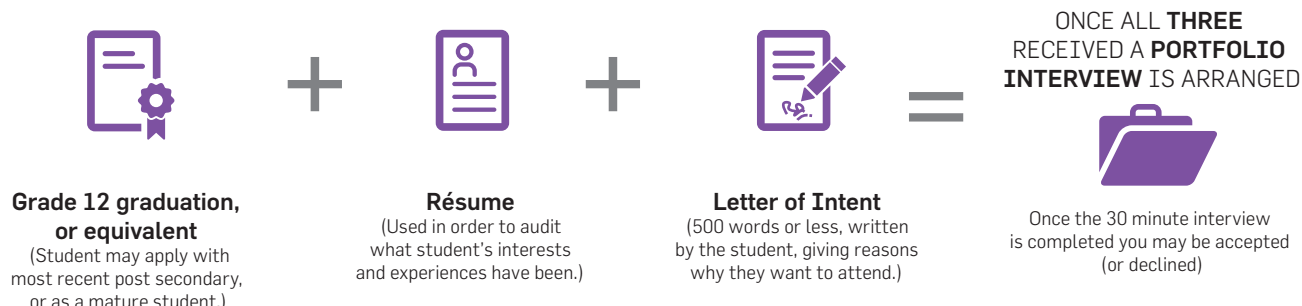 Grade 12 graduation,
or equivalent
(Student may apply with
most recent post secondary,
or as a mature student.)
Résume
(Used in order to audit
what student's interests
and experiences have been.)
Letter of Intent
(500 words or less, written
by the student, giving reasons
why they want to attend.)
ONCE ALL THREE
RECEIVED A PORTFOLIO
INTERVIEW IS ARRANGED
Once the 30 minute interview
is completed you may be accepted
(or declined)